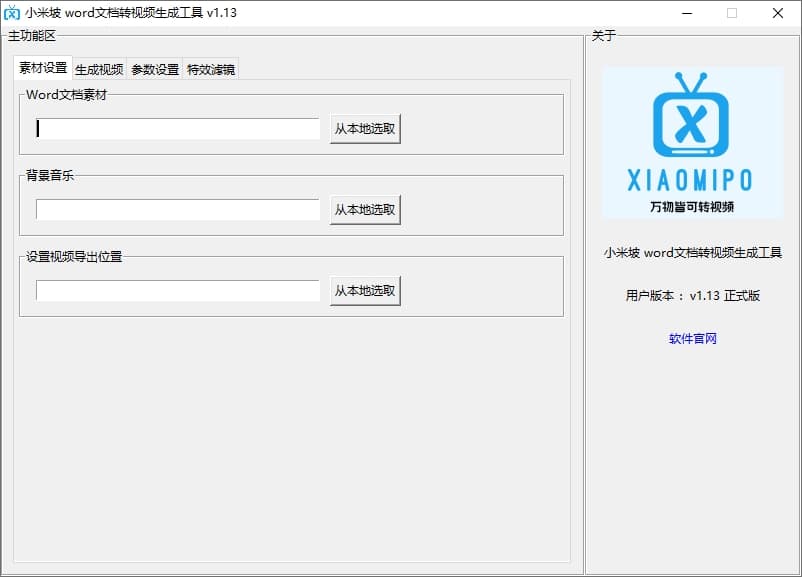 小米坡 word文档转视频生成工具 v1.13
主功能区
素材设置 生成视频 参数设置 特效滤镜
Word文档素材
从本地选取
背景音乐
从本地选取
设置视频导出位置
从本地选取
关于
X
XIAOMIPO
万物皆可转视频
小米坡 word文档转视频生成工具
用户版本 : v1.13 正式版
软件官网